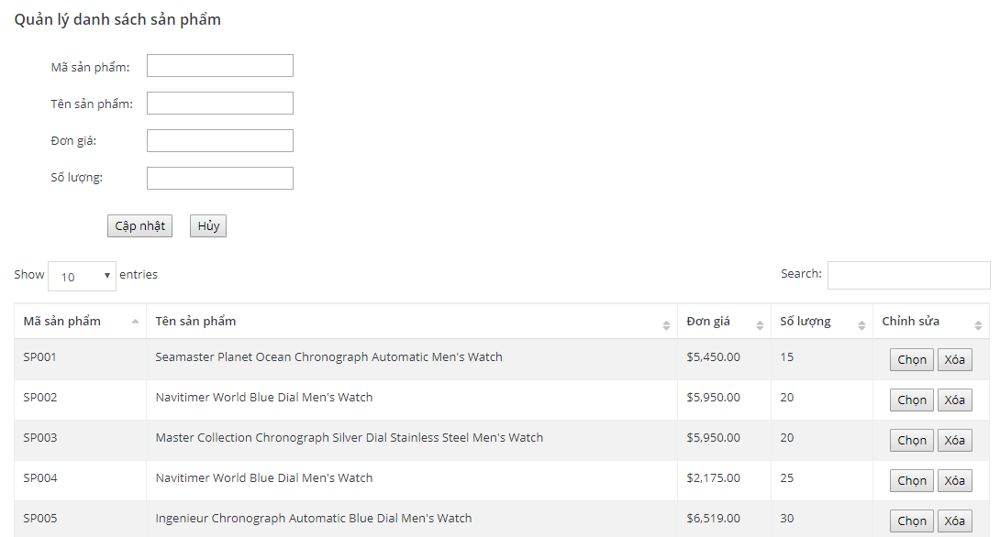 Quản lý danh sách sản phẩm
Mã sản phẩm:
Tên sản phẩm:
Đơn giá:
Số lượng:
Cập nhật Hủy
Show 10 entries Search:
Mã sản phẩm Tên sản phẩm Đơn giá Số lượng Chỉnh sửa
SP001 Seamaster Planet Ocean Chronograph Automatic Men's Watch $5,450.00 15 Chọn Xóa
SP002 Navitimer World Blue Dial Men's Watch $5,950.00 20 Chọn Xóa
SP003 Master Collection Chronograph Silver Dial Stainless Steel Men's Watch $5,950.00 20 Chọn Xóa
SP004 Navitimer World Blue Dial Men's Watch $2,175.00 25 Chọn Xóa
SP005 Ingenieur Chronograph Automatic Blue Dial Men's Watch $6,519.00 30 Chọn Xóa